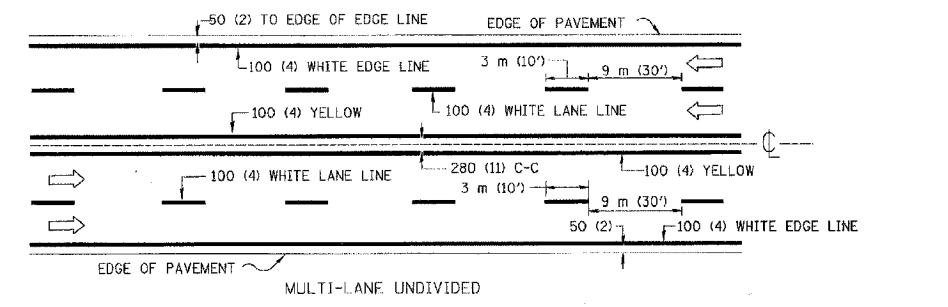 50 (2) TO EDGE OF EDGE LINE
EDGE OF PAVEMENT
100 (4) WHITE EDGE LINE
3 m (10')
9 m (30')
100 (4) YELLOW
100 (4) WHITE LANE LINE
CL
280 (11) C-C
100 (4) YELLOW
100 (4) WHITE LANE LINE
3 m (10')
9 m (30')
50 (2)
100 (4) WHITE EDGE LINE
EDGE OF PAVEMENT
MULTI-LANE UNDIVIDED